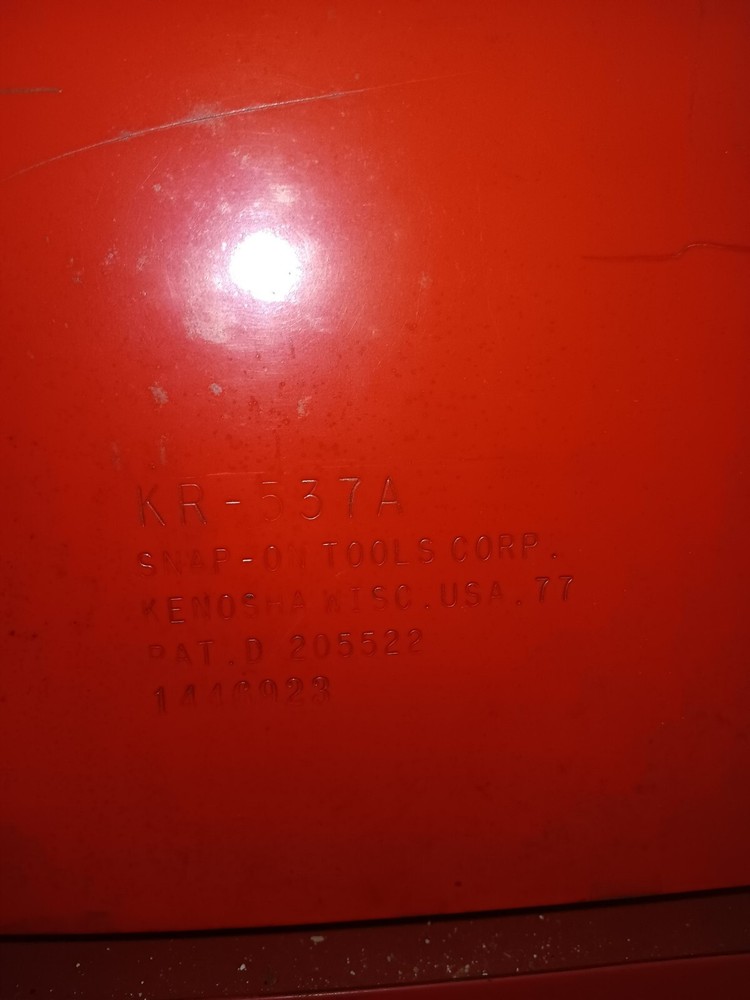 KR-537A
SNAP-ON TOOLS CORP.
KENOSHA WISC.USA.77
PAT.D 205522